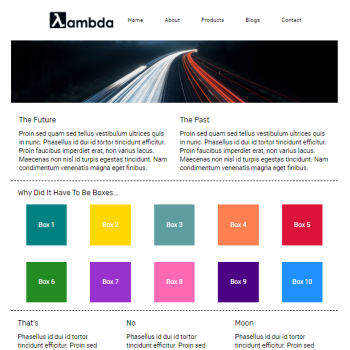 Lambda
Home About Products Blogs Contact
The Future
Proin sed quam sed tellus vestibulum ultrices quis
in nunc. Phasellus id dui id tortor tincidunt efficitur.
Proin faucibus imperdiet erat, non varius lacus.
Maecenas non nisl id turpis egestas tincidunt. Nam
condimentum venenatis magna eget finibus.
The Past
Proin sed quam sed tellus vestibulum ultrices quis
in nunc. Phasellus id dui id tortor tincidunt efficitur.
Proin faucibus imperdiet erat, non varius lacus.
Maecenas non nisl id turpis egestas tincidunt. Nam
condimentum venenatis magna eget finibus.
Why Did It Have To Be Boxes...
Box 1 Box 2 Box 3 Box 4 Box 5
Box 6 Box 7 Box 8 Box 9 Box 10
That's
Phasellus id dui id tortor
tincidunt efficitur. Proin sed
No
Phasellus id dui id tortor
tincidunt efficitur. Proin sed
Moon
Phasellus id dui id tortor
tincidunt efficitur. Proin sed